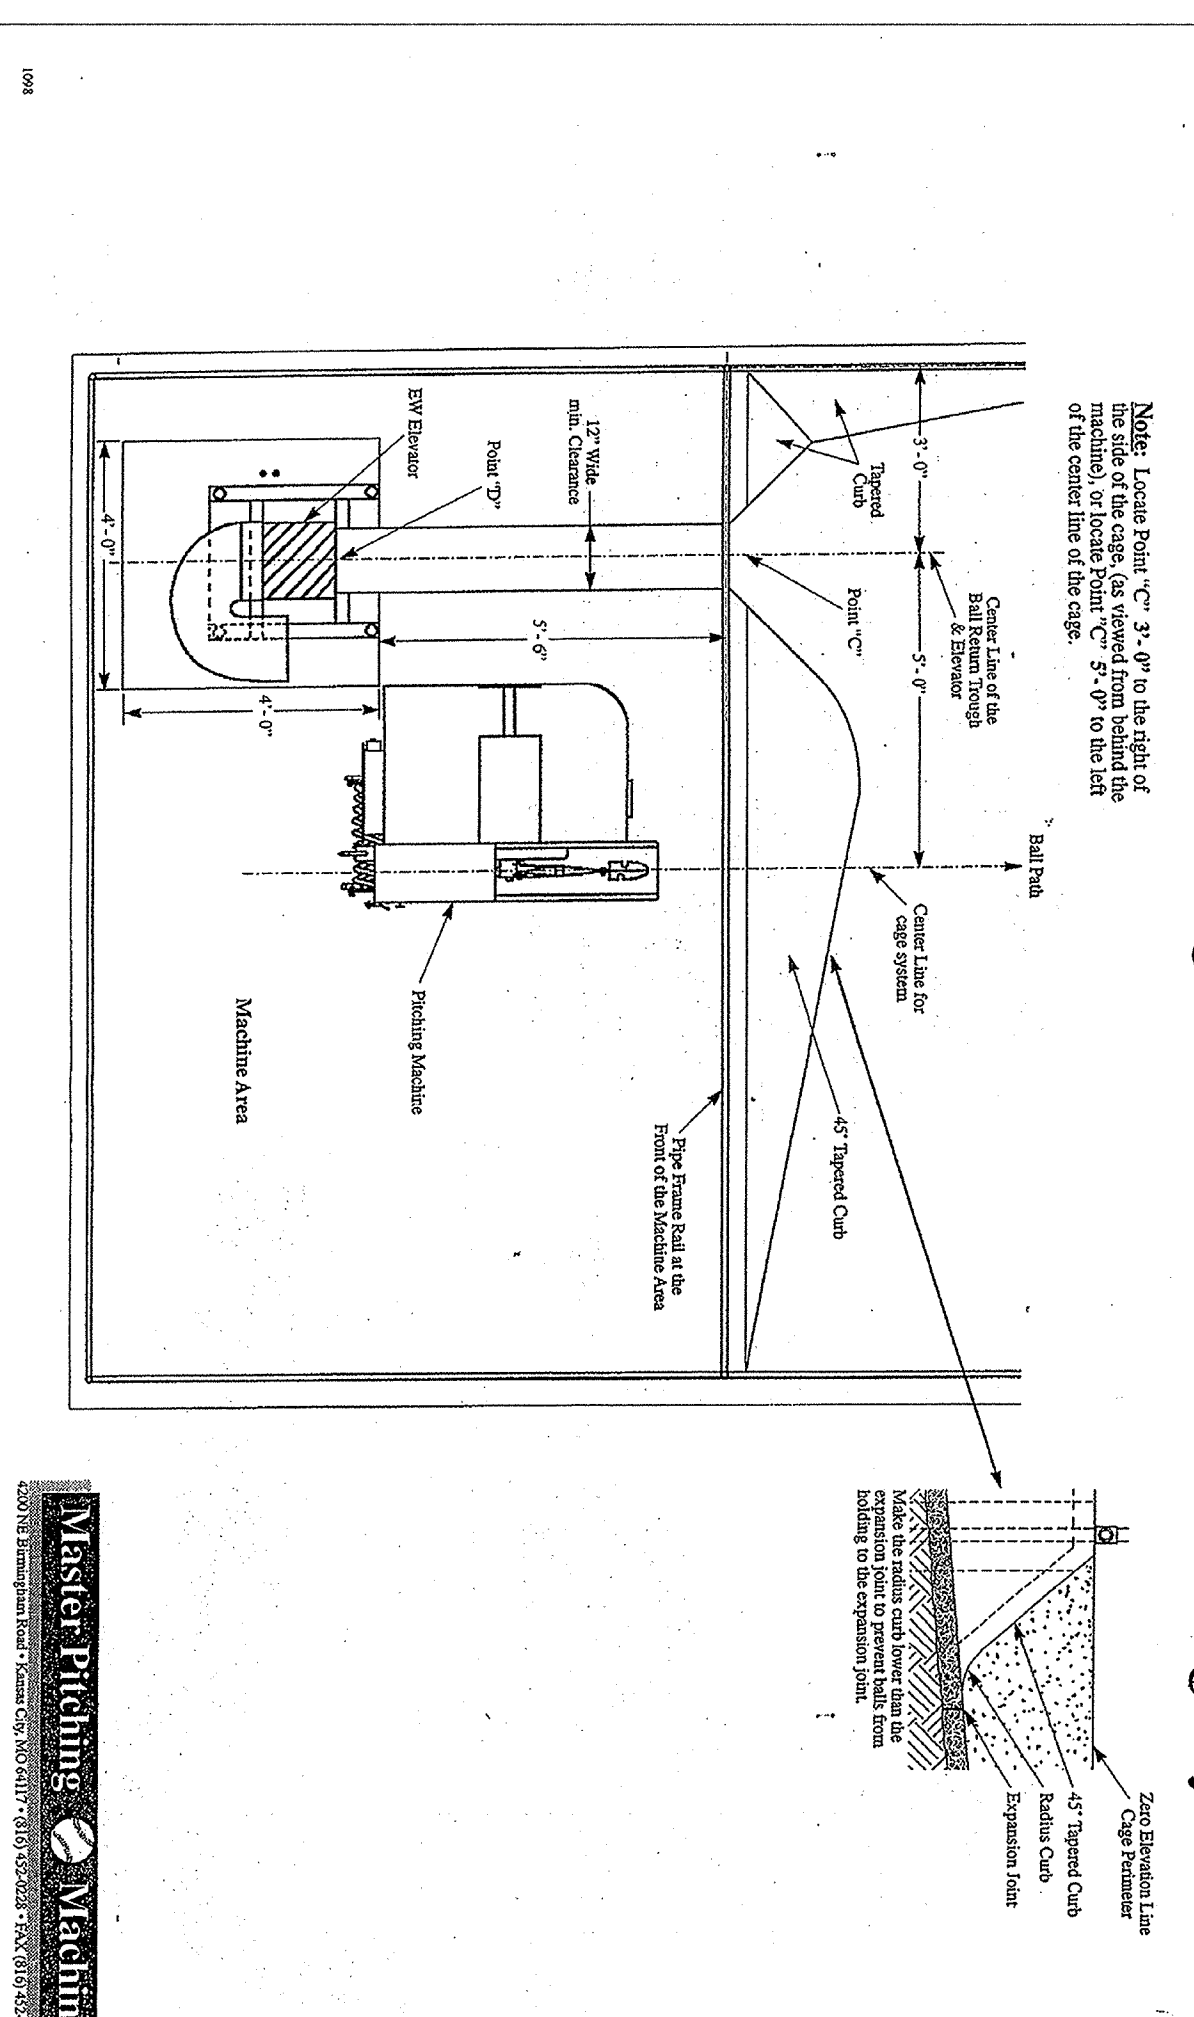 Note: Locate Point "C" 3'- 0" to the right of
the side of the cage, (as viewed from behind the
machine), or locate Point "C" 5'- 0" to the left
of the center line of the cage.
Ball Path
Center Line of the
Ball Return Trough
& Elevator
3'- 0"
5'- 0"
Center Line for
cage system
Tapered
Curb
Point "C"
45° Tapered Curb
Pipe Frame Rail at the
Front of the Machine Area
12" Wide
min. Clearance
5'- 6"
Point "D"
EW Elevator
Pitching Machine
4'- 0"
4'- 0"
Machine Area
Zero Elevation Line
Cage Perimeter
45° Tapered Curb
Radius Curb
Expansion Joint
Make the radius curb lower than the
expansion joint to prevent balls from
holding to the expansion joint.
1098
Master Pitching Machin
4200 NE Birmingham Road • Kansas City, MO 64117 • (816) 452-0228 • FAX (816) 452-